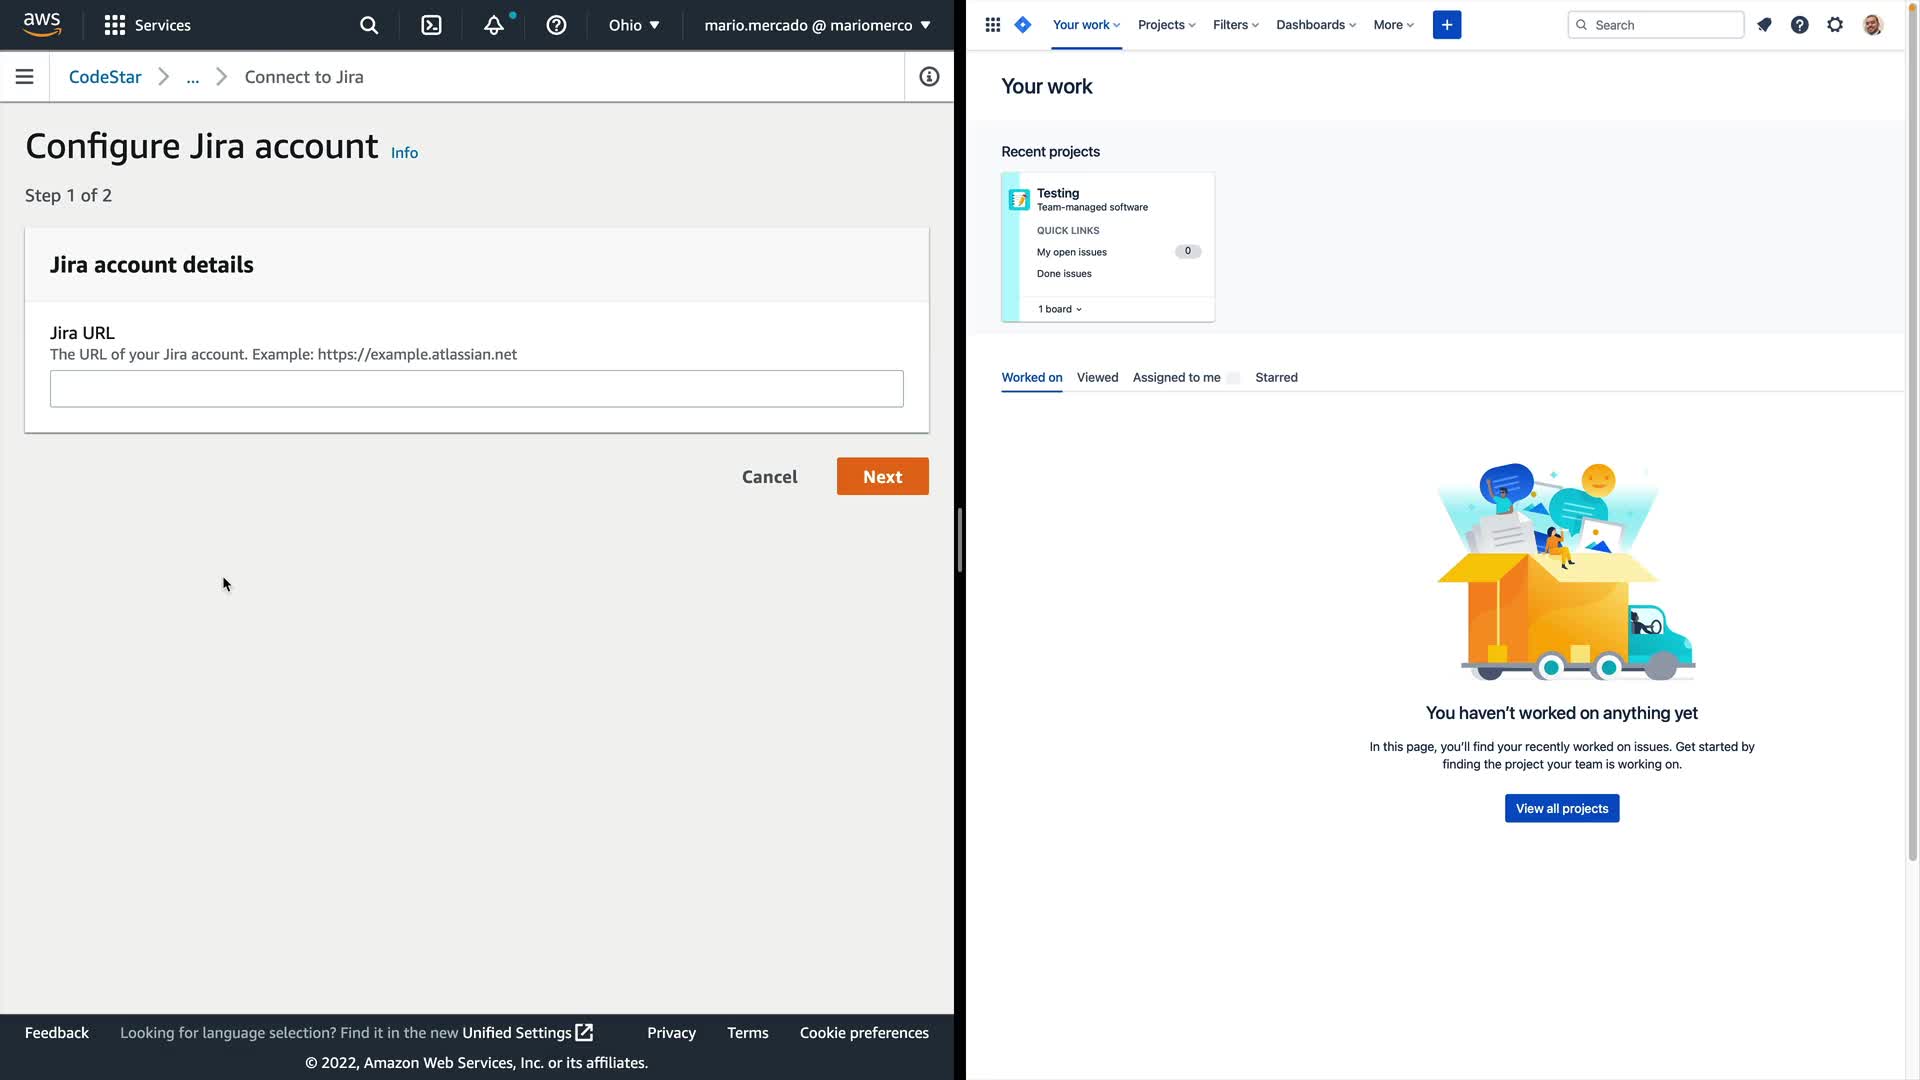 aws
Services
Ohio
mario.mercado @ mariomerco
CodeStar
...
Connect to Jira
Configure Jira account Info
Step 1 of 2
Jira account details
Jira URL
The URL of your Jira account. Example: https://example.atlassian.net
Cancel
Next
Feedback
Looking for language selection? Find it in the new Unified Settings
Privacy
Terms
Cookie preferences
© 2022, Amazon Web Services, Inc. or its affiliates.
Your work
Projects
Filters
Dashboards
More
+
Search
Your work
Recent projects
Testing
Team-managed software
QUICK LINKS
My open issues 0
Done issues
1 board
Worked on
Viewed
Assigned to me
Starred
You haven't worked on anything yet
In this page, you'll find your recently worked on issues. Get started by
finding the project your team is working on.
View all projects